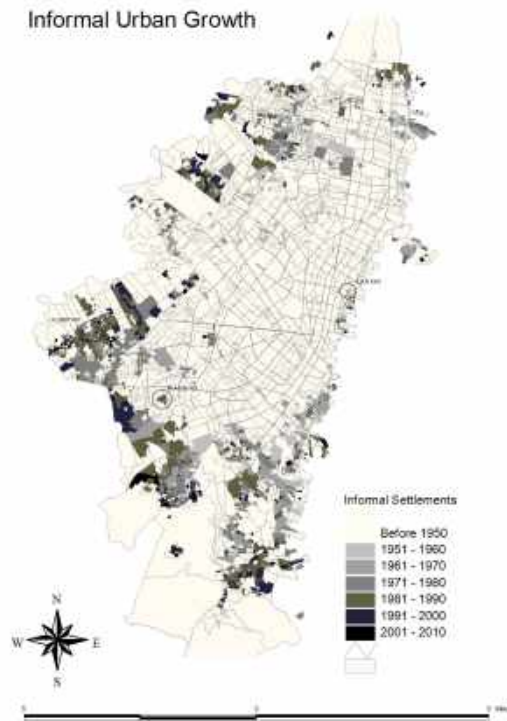 Informal Urban Growth
Informal Settlements
Before 1950
1951 - 1960
1961 - 1970
1971 - 1980
1981 - 1990
1991 - 2000
2001 - 2010
N
W E
S